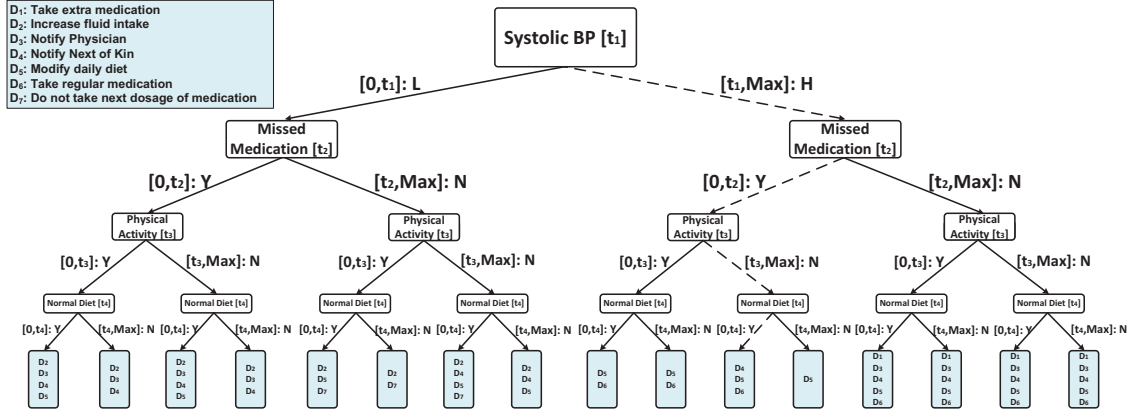 D₁: Take extra medication
D₂: Increase fluid intake
D₃: Notify Physician
D₄: Notify Next of Kin
D₅: Modify daily diet
D₆: Take regular medication
D₇: Do not take next dosage of medication
Systolic BP [t₁]
[0,t₁]: L
[t₁,Max]: H
Missed
Medication [t₂]
Missed
Medication [t₂]
[0,t₂]: Y
[t₂,Max]: N
[0,t₂]: Y
[t₂,Max]: N
Physical
Activity [t₃]
Physical
Activity [t₃]
Physical
Activity [t₃]
Physical
Activity [t₃]
[0,t₃]: Y
[t₃,Max]: N
[0,t₃]: Y
[t₃,Max]: N
[0,t₃]: Y
[t₃,Max]: N
[0,t₃]: Y
[t₃,Max]: N
Normal Diet [t₄]
Normal Diet [t₄]
Normal Diet [t₄]
Normal Diet [t₄]
Normal Diet [t₄]
Normal Diet [t₄]
Normal Diet [t₄]
Normal Diet [t₄]
[0,t₄]: Y
[t₄,Max]: N
[0,t₄]: Y
[t₄,Max]: N
[0,t₄]: Y
[t₄,Max]: N
[0,t₄]: Y
[t₄,Max]: N
[0,t₄]: Y
[t₄,Max]: N
[0,t₄]: Y
[t₄,Max]: N
[0,t₄]: Y
[t₄,Max]: N
[0,t₄]: Y
[t₄,Max]: N
D₂
D₃
D₄
D₅
D₂
D₃
D₄
D₂
D₃
D₄
D₅
D₂
D₃
D₄
D₂
D₅
D₇
D₂
D₇
D₂
D₄
D₅
D₇
D₂
D₄
D₅
D₅
D₆
D₅
D₆
D₄
D₅
D₆
D₅
D₁
D₃
D₄
D₅
D₆
D₁
D₃
D₄
D₅
D₆
D₁
D₃
D₄
D₅
D₆
D₁
D₃
D₄
D₅
D₆